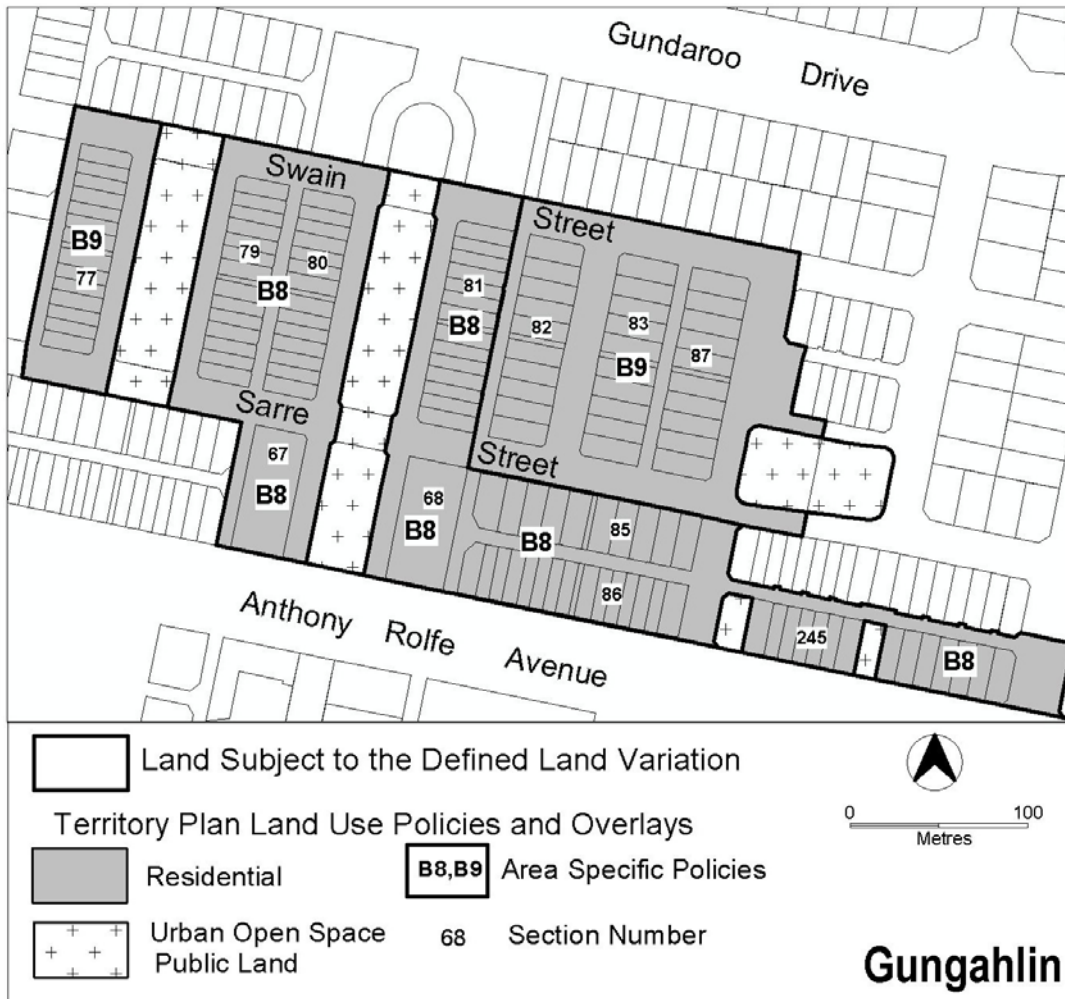 Gundaroo Drive
Swain
Street
B9
77
79
80
B8
81
B8
82
83
B9
87
Sarre
Street
67
B8
68
B8
B8
85
86
245
B8
Anthony Rolfe Avenue
Land Subject to the Defined Land Variation
Territory Plan Land Use Policies and Overlays
0 100
Metres
Residential
B8,B9 Area Specific Policies
Urban Open Space
Public Land
68 Section Number
Gungahlin